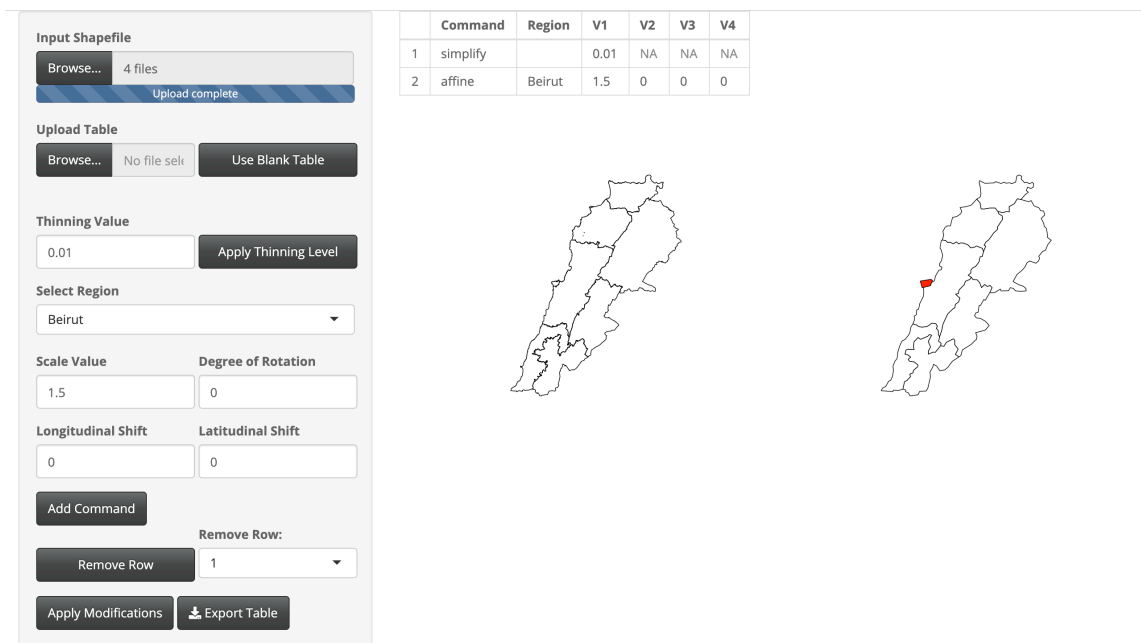 Input Shapefile
Browse... 4 files
Upload complete
Upload Table
Browse... No file sele Use Blank Table
Thinning Value
0.01 Apply Thinning Level
Select Region
Beirut
Scale Value Degree of Rotation
1.5 0
Longitudinal Shift Latitudinal Shift
0 0
Add Command
Remove Row:
Remove Row 1
Apply Modifications Export Table
Command Region V1 V2 V3 V4
1 simplify 0.01 NA NA NA
2 affine Beirut 1.5 0 0 0